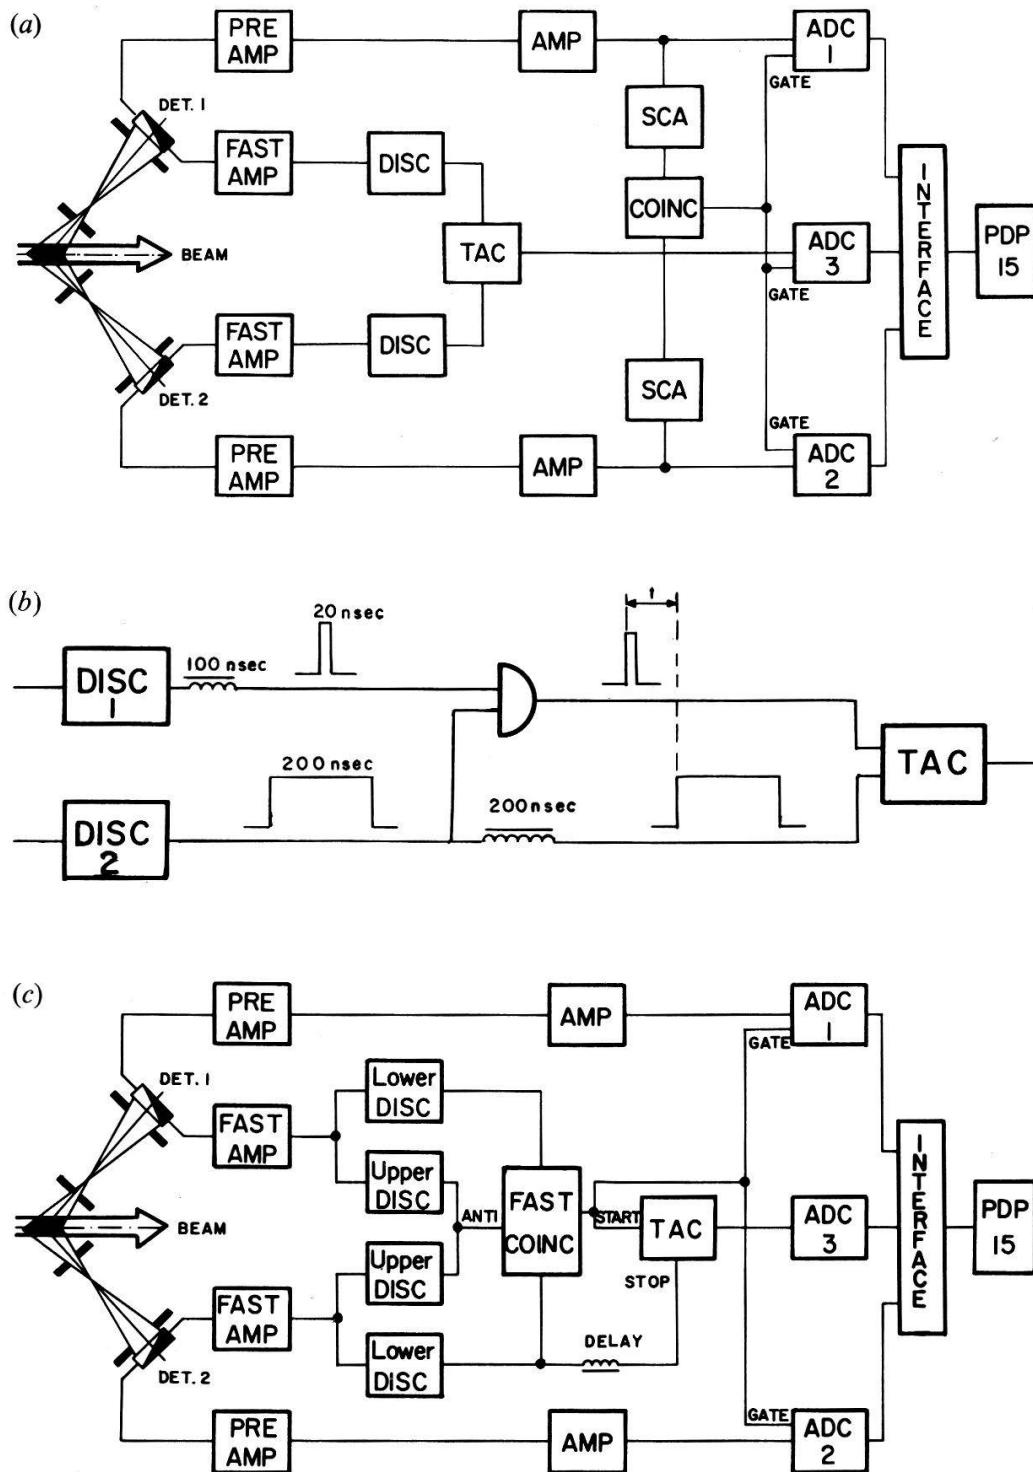 (a)
PRE
AMP
AMP
ADC
1
GATE
DET. 1
SCA
FAST
AMP
DISC
COINC
INTERFACE
TAC
ADC
3
PDP
15
BEAM
GATE
FAST
AMP
DISC
SCA
DET. 2
GATE
PRE
AMP
AMP
ADC
2
(b)
20 nsec
t
100 nsec
DISC
1
TAC
200 nsec
200 nsec
DISC
2
(c)
PRE
AMP
AMP
ADC
1
GATE
DET. 1
Lower
DISC
FAST
AMP
Upper
DISC
INTERFACE
ANTI
FAST
COINC
START
TAC
ADC
3
PDP
15
BEAM
Upper
DISC
STOP
FAST
AMP
DELAY
Lower
DISC
DET. 2
GATE
PRE
AMP
AMP
ADC
2